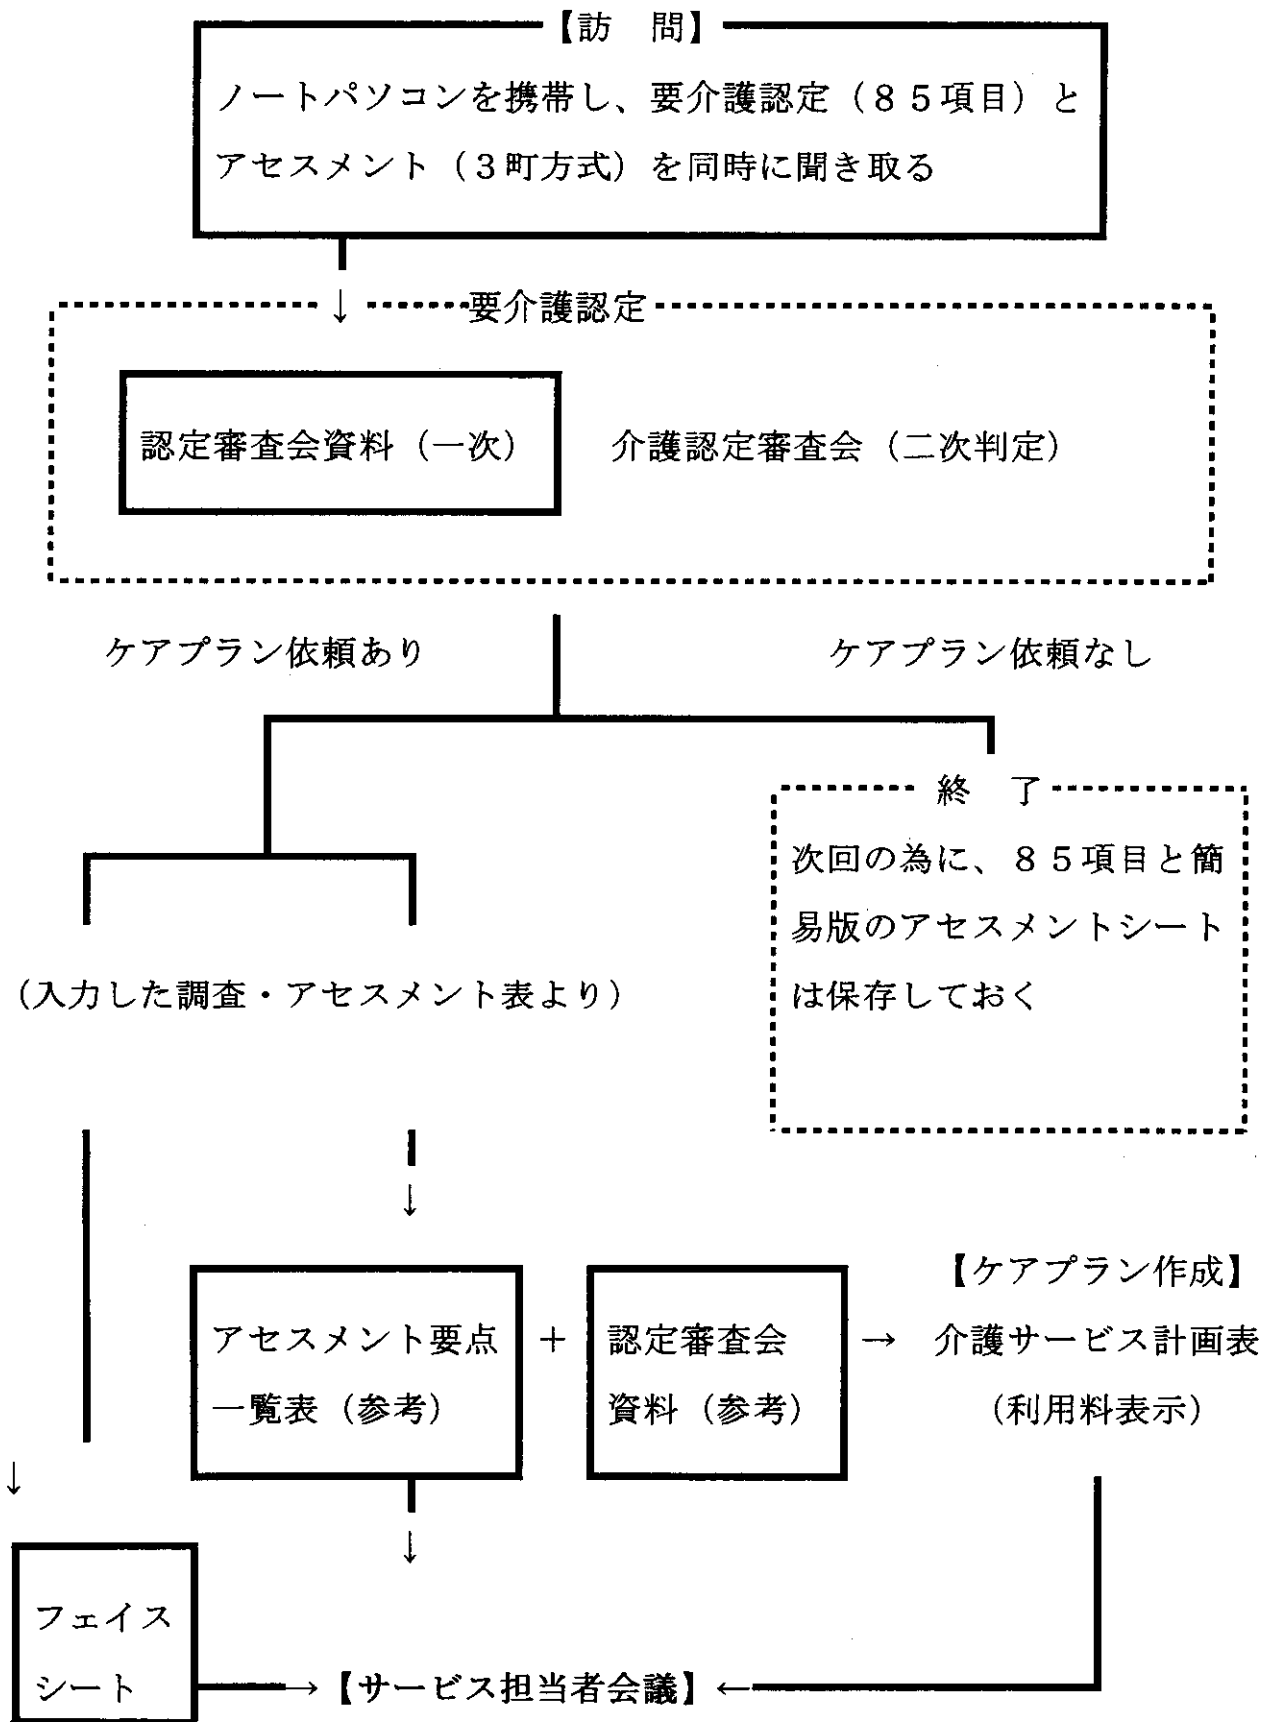 【訪　問】
ノートパソコンを携帯し、要介護認定（８５項目）と
アセスメント（３町方式）を同時に聞き取る
↓
要介護認定
認定審査会資料（一次）
介護認定審査会（二次判定）
ケアプラン依頼あり
ケアプラン依頼なし
終　了
次回の為に、８５項目と簡
易版のアセスメントシート
は保存しておく
（入力した調査・アセスメント表より）
↓
【ケアプラン作成】
アセスメント要点
一覧表（参考）
＋
認定審査会
資料（参考）
→
介護サービス計画表
（利用料表示）
↓
↓
フェイス
シート
→【サービス担当者会議】←